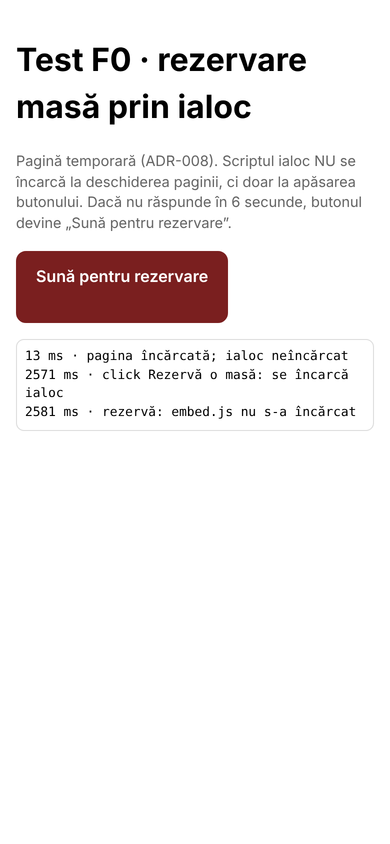 Test F0 · rezervare
masă prin ialoc
Pagină temporară (ADR-008). Scriptul ialoc NU se
încarcă la deschiderea paginii, ci doar la apăsarea
butonului. Dacă nu răspunde în 6 secunde, butonul
devine „Sună pentru rezervare”.
Sună pentru rezervare
13 ms · pagina încărcată; ialoc neîncărcat
2571 ms · click Rezervă o masă: se încarcă
ialoc
2581 ms · rezervă: embed.js nu s-a încărcat